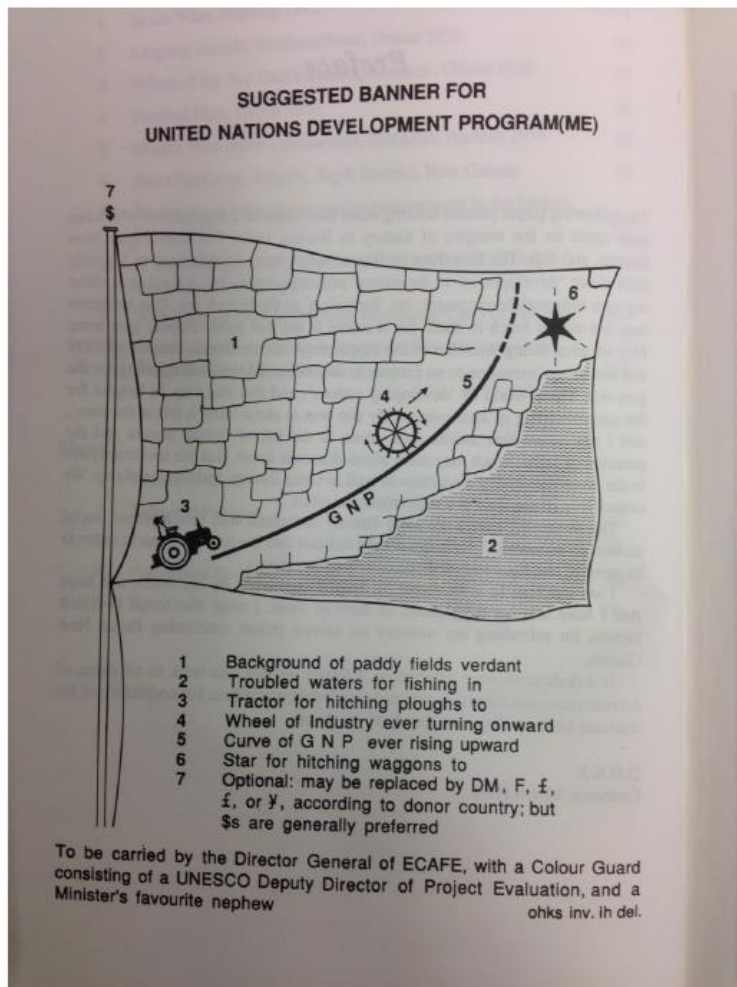 SUGGESTED BANNER FOR
UNITED NATIONS DEVELOPMENT PROGRAM(ME)
7
$
1
6
5
4
GNP
3
2
1 Background of paddy fields verdant
2 Troubled waters for fishing in
3 Tractor for hitching ploughs to
4 Wheel of Industry ever turning onward
5 Curve of G N P ever rising upward
6 Star for hitching waggons to
7 Optional: may be replaced by DM, F, £,
£, or ¥, according to donor country; but
$s are generally preferred
To be carried by the Director General of ECAFE, with a Colour Guard
consisting of a UNESCO Deputy Director of Project Evaluation, and a
Minister's favourite nephew
ohks inv. ih del.